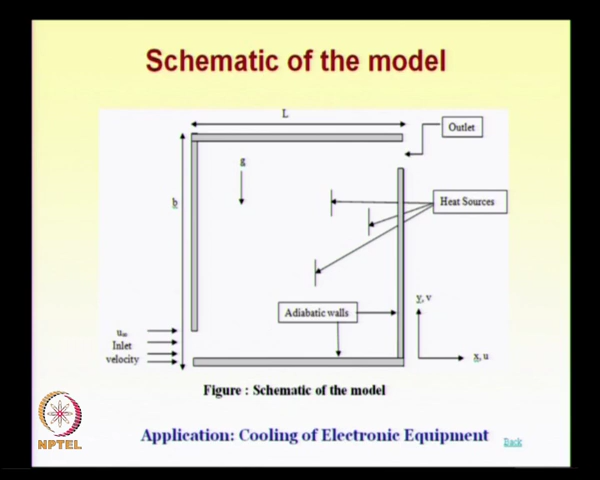 Schematic of the model
L
Outlet
g
Heat Sources
Adiabatic walls
y, v
u∞
Inlet
velocity
x, u
Figure : Schematic of the model
NPTEL
Application: Cooling of Electronic Equipment
Back